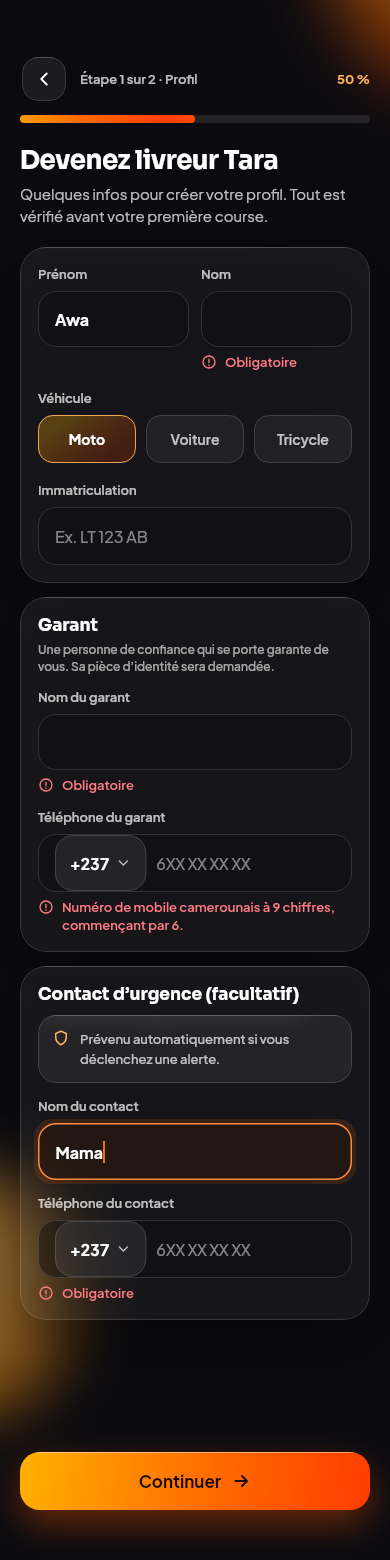 Étape 1 sur 2 · Profil
50 %
Devenez livreur Tara
Quelques infos pour créer votre profil. Tout est
vérifié avant votre première course.
Prénom
Nom
Awa
Obligatoire
Véhicule
Moto
Voiture
Tricycle
Immatriculation
Ex. LT 123 AB
Garant
Une personne de confiance qui se porte garante de
vous. Sa pièce d’identité sera demandée.
Nom du garant
Obligatoire
Téléphone du garant
+237
6XX XX XX XX
Numéro de mobile camerounais à 9 chiffres,
commençant par 6.
Contact d’urgence (facultatif)
Prévenu automatiquement si vous
déclenchez une alerte.
Nom du contact
Mama
Téléphone du contact
+237
6XX XX XX XX
Obligatoire
Continuer